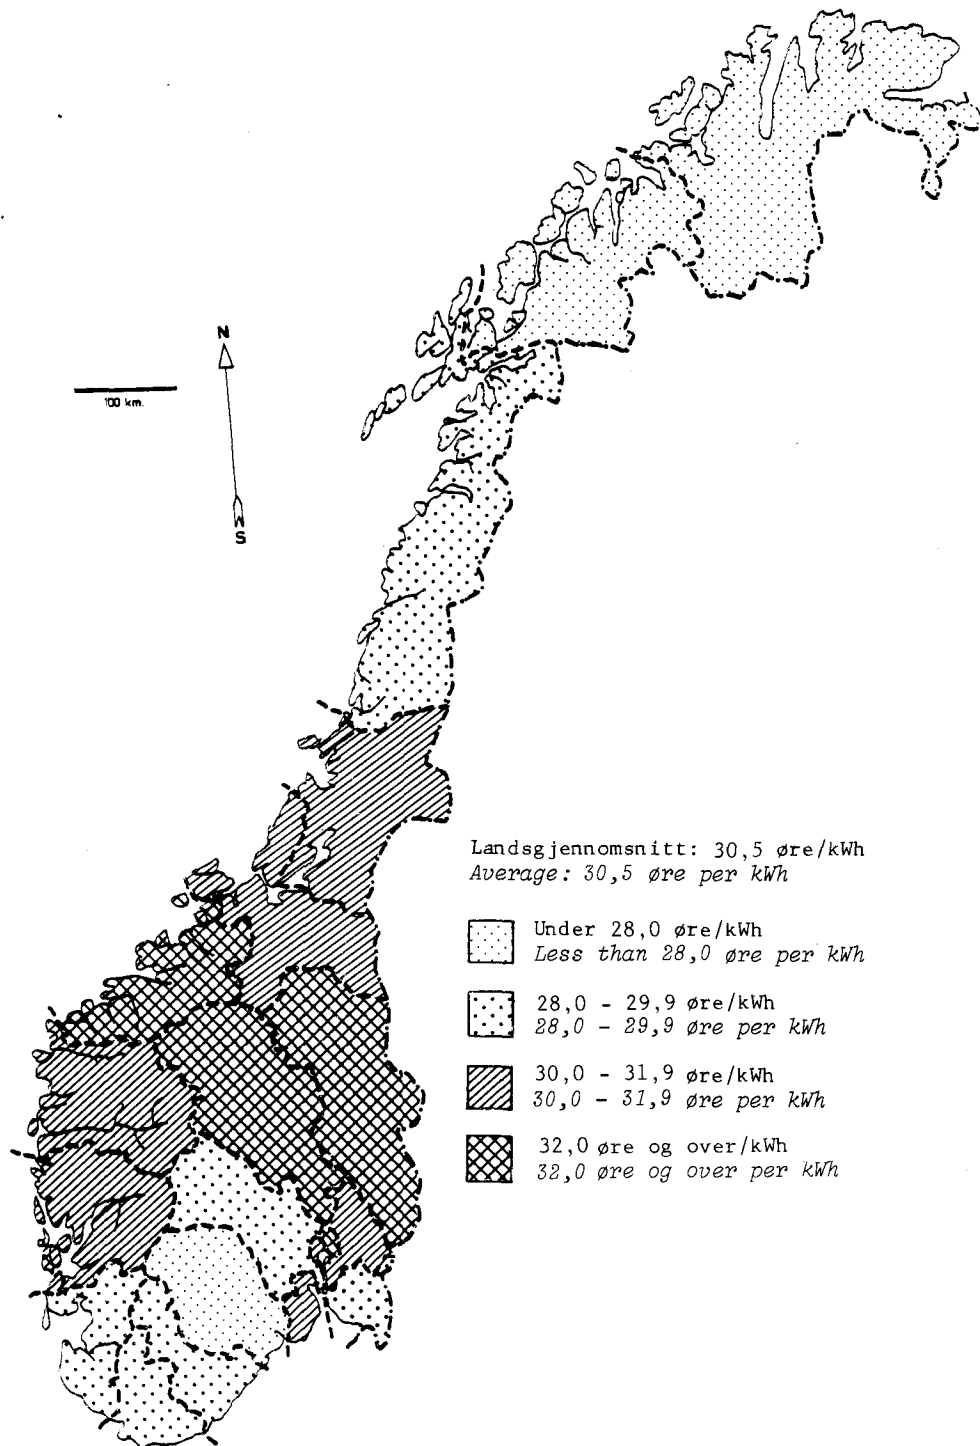 N
100 km.
S
Landsgjennomsnitt: 30,5 øre/kWh
Average: 30,5 øre per kWh
Under 28,0 øre/kWh
Less than 28,0 øre per kWh
28,0 - 29,9 øre/kWh
28,0 - 29,9 øre per kWh
30,0 - 31,9 øre/kWh
30,0 - 31,9 øre per kWh
32,0 øre og over/kWh
32,0 øre og over per kWh